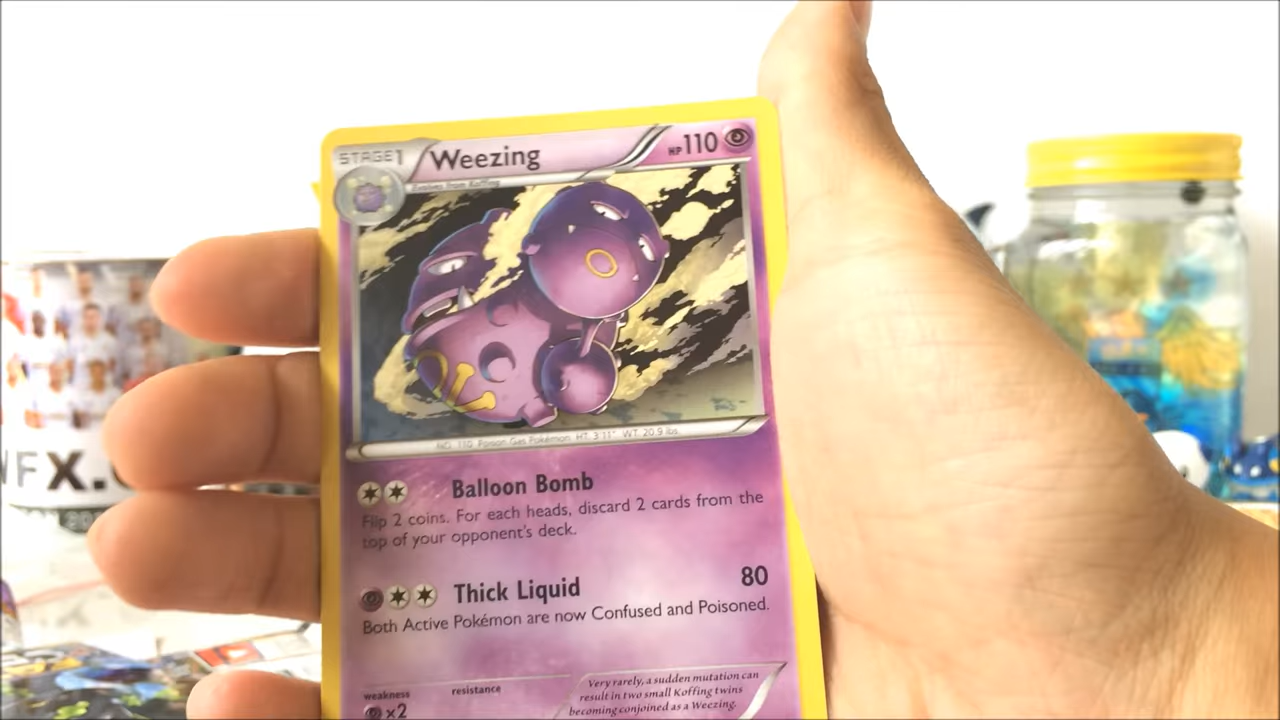 STAGE1 Weezing HP110
Evolves from Koffing
NO. 110 Poison Gas Pokémon HT. 3'11" WT. 20.9 lbs.
Balloon Bomb
Flip 2 coins. For each heads, discard 2 cards from the
top of your opponent's deck.
Thick Liquid 80
Both Active Pokémon are now Confused and Poisoned.
weakness resistance
x2
Very rarely, a sudden mutation can
result in two small Koffing twins
becoming conjoined as a Weezing.
FX.